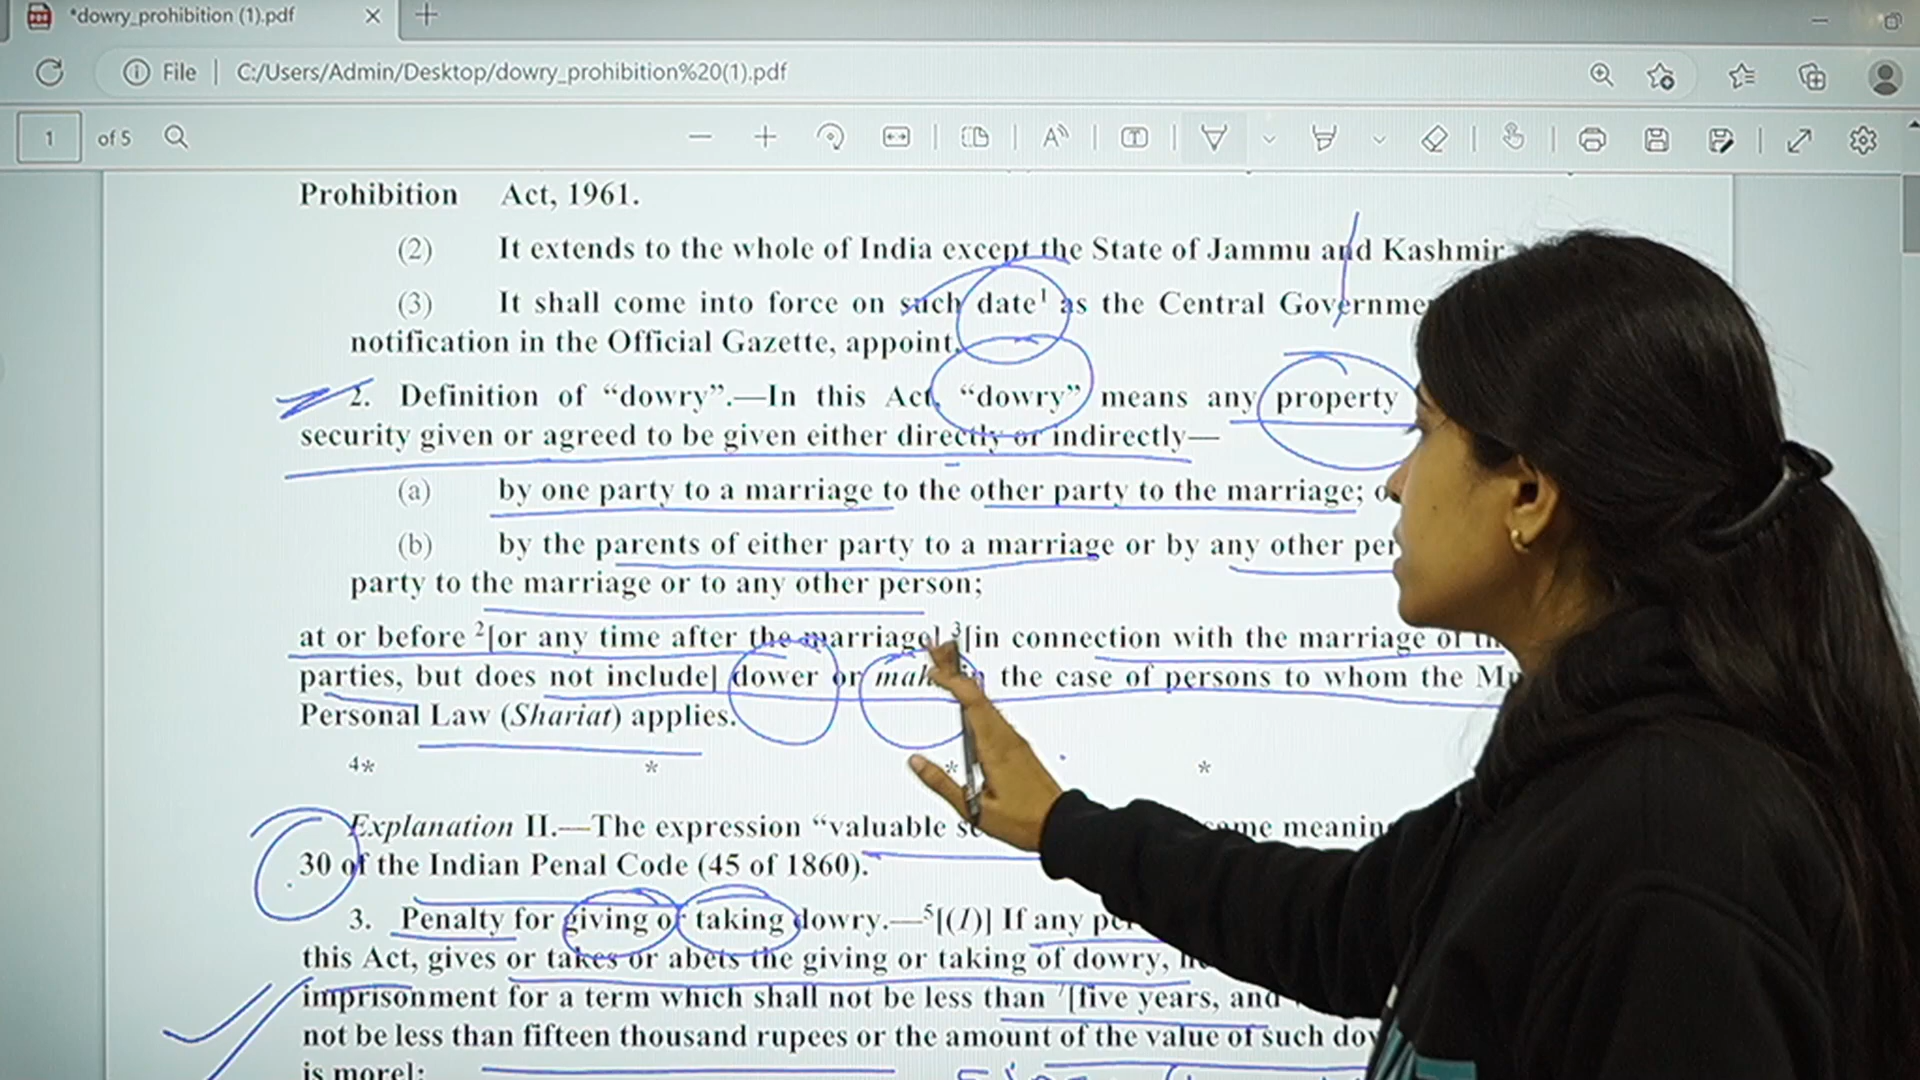 *dowry_prohibition (1).pdf
File | C:/Users/Admin/Desktop/dowry_prohibition%20(1).pdf
1 of 5
Prohibition Act, 1961.
(2) It extends to the whole of India except the State of Jammu and Kashmir
(3) It shall come into force on such date1 as the Central
notification in the Official Gazette, appoint.
2. Definition of “dowry”.—In this Act, “dowry” means any property
security given or agreed to be given either directly or indirectly—
(a) by one party to a marriage to the other party to the marriage;
(b) by the parents of either party to a marriage or by any other
party to the marriage or to any other person;
at or before 2[or any time after the marriage] 3[in connection with the marriage of
parties, but does not include] dower or in the case of persons to whom the
Personal Law (Shariat) applies.
4* * * *
Explanation II.—The expression “valuable
30 of the Indian Penal Code (45 of 1860).
3. Penalty for giving or taking dowry.—5[(1)] If any
this Act, gives or takes or abets the giving or taking of dowry,
imprisonment for a term which shall not be less than 7[five years, and
not be less than fifteen thousand rupees or the amount of the value of such
is more]: